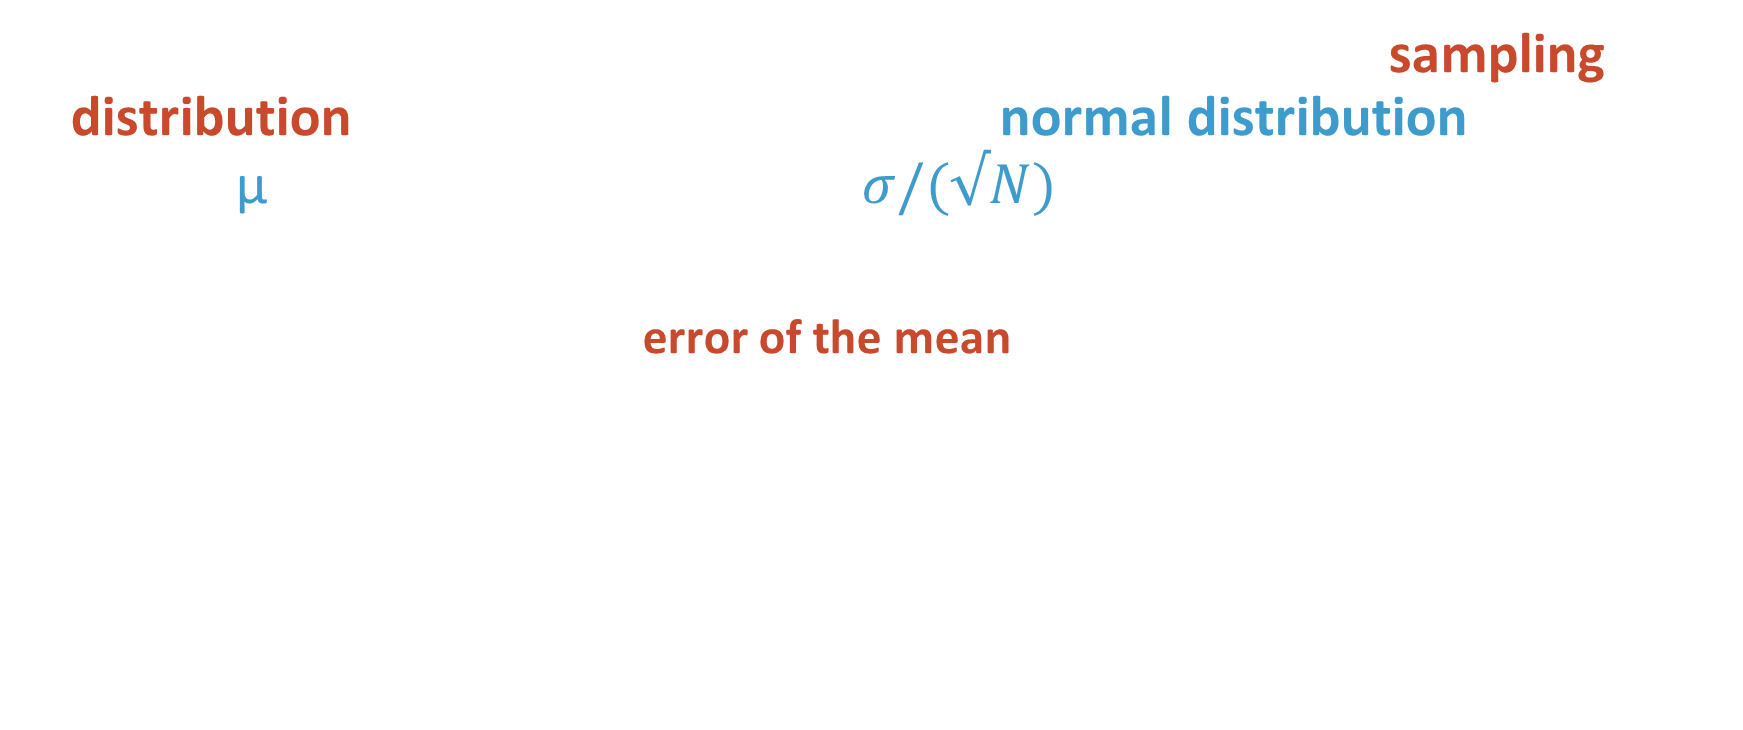 sampling
distribution normal distribution
μ σ/(√N)
error of the mean